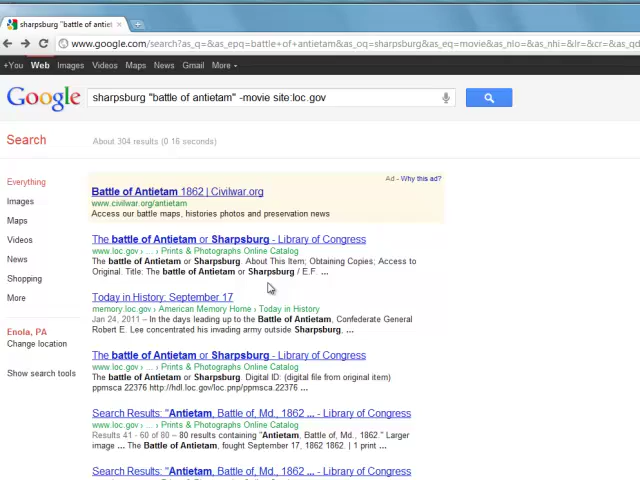 sharpsburg "battle of antiet
www.google.com/search?as_q=&as_epq=battle+of+antietam&as_oq=sharpsburg&as_eq=movie&as_nlo=&as_nhi=&lr=&cr=&as_qd
+You Web Images Videos Maps News Gmail More
Google
sharpsburg "battle of antietam" -movie site:loc.gov
Search
About 304 results (0.16 seconds)
Everything
Images
Maps
Videos
News
Shopping
More
Enola, PA
Change location
Show search tools
Ad - Why this ad?
Battle of Antietam 1862 | Civilwar.org
www.civilwar.org/antietam
Access our battle maps, histories photos and preservation news
The battle of Antietam or Sharpsburg - Library of Congress
www.loc.gov › ... › Prints & Photographs Online Catalog
The battle of Antietam or Sharpsburg. About This Item; Obtaining Copies; Access to
Original. Title: The battle of Antietam or Sharpsburg / E.F. ...
Today in History: September 17
memory.loc.gov › American Memory Home › Today in History
Jan 24, 2011 – In the days leading up to the Battle of Antietam, Confederate General
Robert E. Lee concentrated his invading army outside Sharpsburg, ...
The battle of Antietam or Sharpsburg - Library of Congress
www.loc.gov › ... › Prints & Photographs Online Catalog
The battle of Antietam or Sharpsburg. Digital ID: (digital file from original item)
ppmsca 22376 http://hdl.loc.gov/loc.pnp/ppmsca.22376 ...
Search Results: "Antietam, Battle of, Md., 1862 ... - Library of Congress
www.loc.gov › ... › Prints & Photographs Online Catalog
Results 41 - 60 of 80 – 80 results containing "Antietam, Battle of, Md., 1862." Larger
image ... The Battle of Antietam, fought September 17, 1862 1862. | 1 print ...
Search Results: "Antietam, Battle of, Md., 1862 ... - Library of Congress